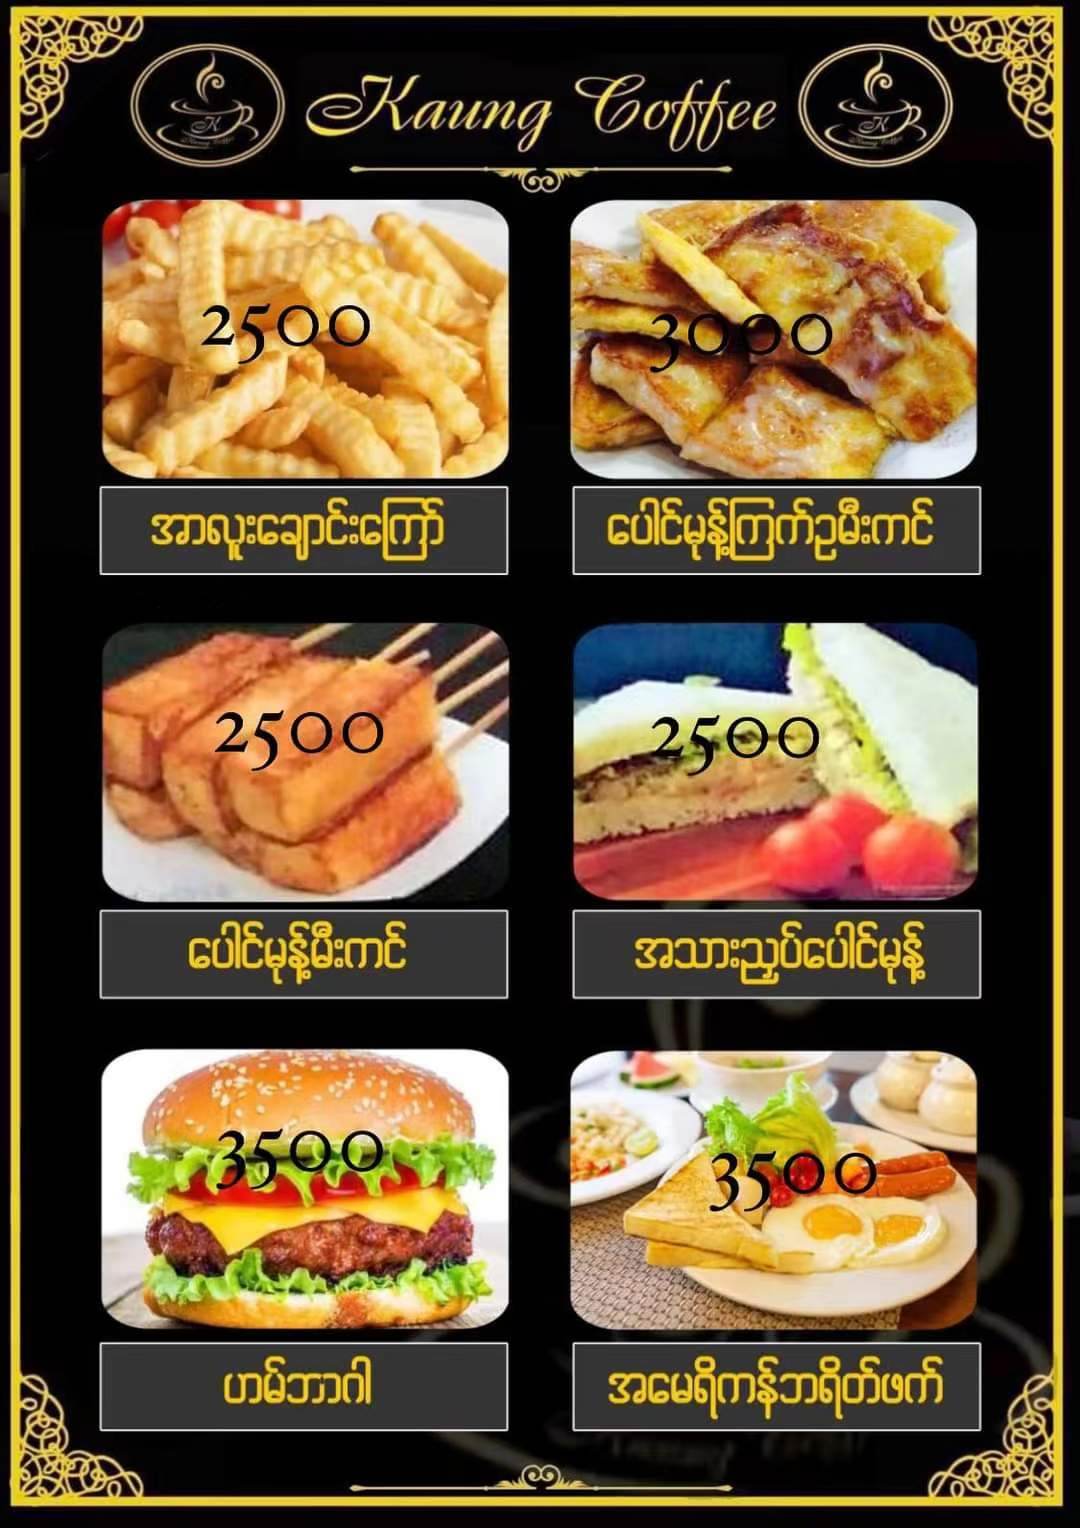 Kaung Coffee
2500
3000
အာလူးချောင်းကြော်
ပေါင်မုန့်ကြက်ဥမီးကင်
2500
2500
ပေါင်မုန့်မီးကင်
အသားညှပ်ပေါင်မုန့်
3500
3500
ဟမ်ဘာဂါ
အမေရိကန်ဘရိတ်ဖက်